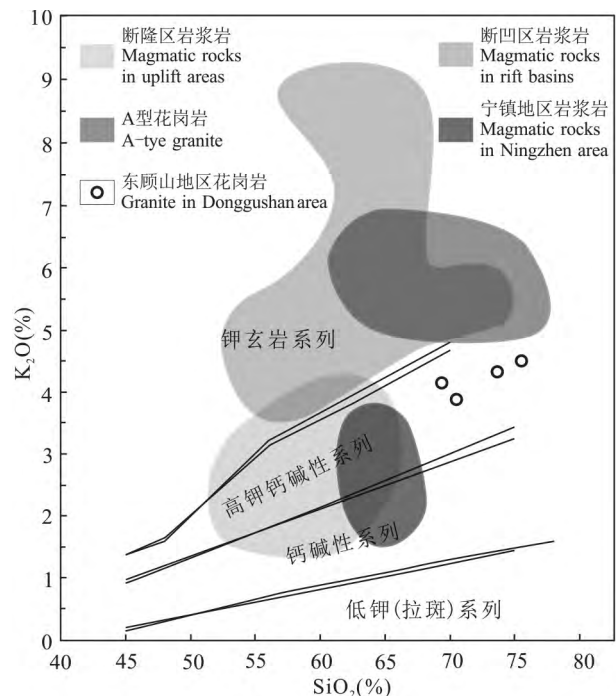 断隆区岩浆岩
Magmatic rocks
in uplift areas
断凹区岩浆岩
Magmatic rocks
in rift basins
A型花岗岩
A-tye granite
宁镇地区岩浆岩
Magmatic rocks
in Ningzhen area
东顾山地区花岗岩
Granite in Donggushan area
钾玄岩系列
高钾钙碱性系列
钙碱性系列
低钾(拉斑)系列
K₂O(%)
10
9
8
7
6
5
4
3
2
1
0
40 45 50 55 60 65 70 75 80
SiO₂(%)